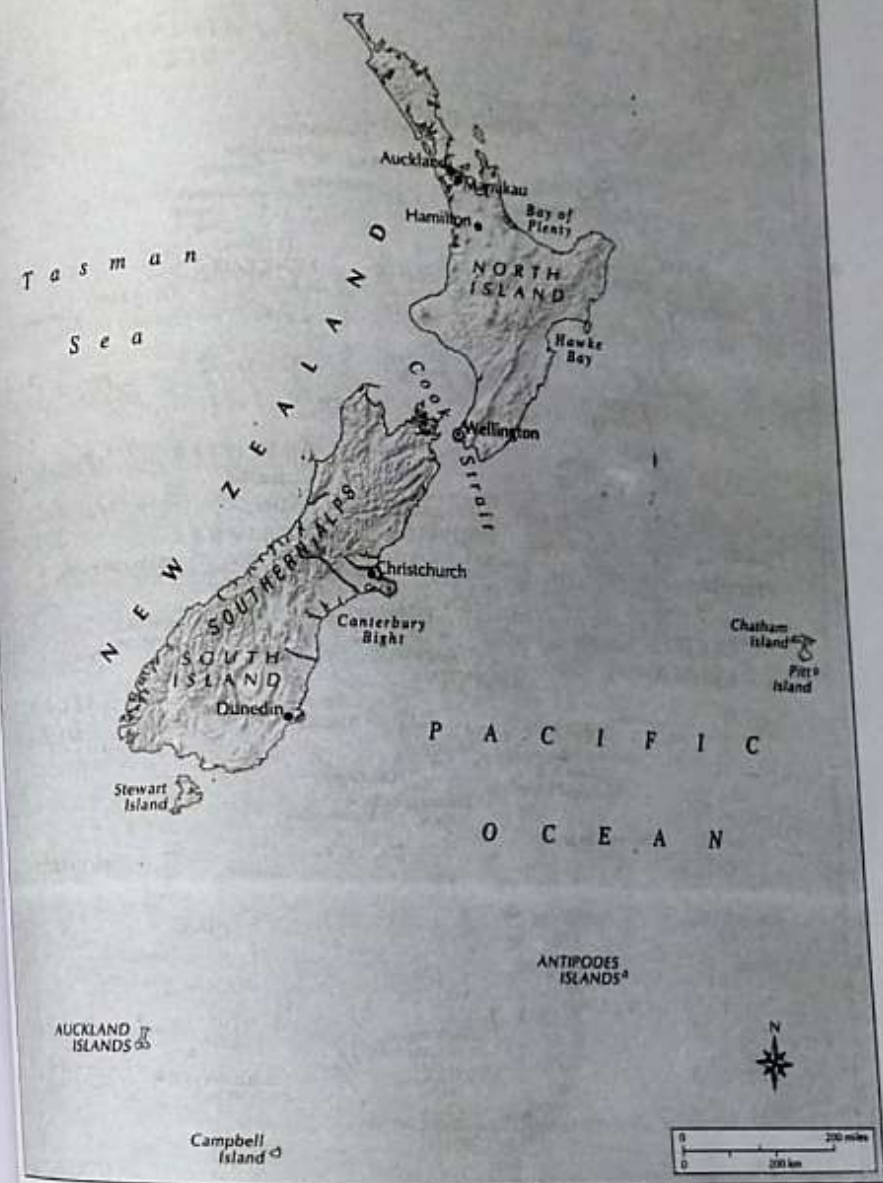 Auckland
Manukau
Hamilton
Bay of
Plenty
NORTH
ISLAND
Tasman
Sea
NEW ZEALAND
Hawke
Bay
Cook Strait
Wellington
SOUTHERN ALPS
Christchurch
Canterbury
Bight
SOUTH
ISLAND
Dunedin
Chatham
Island
Pitt
Island
PACIFIC
OCEAN
Stewart
Island
ANTIPODES
ISLANDS
AUCKLAND
ISLANDS
N
Campbell
Island
0 200 miles
0 200 km